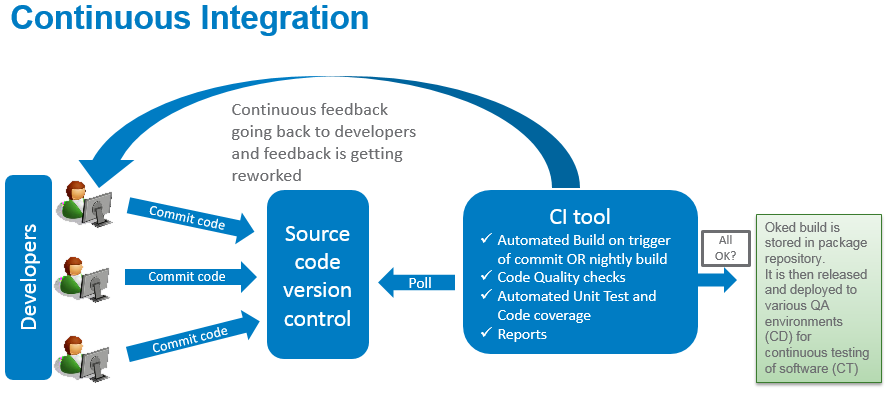 Continuous Integration
Continuous feedback
going back to developers
and feedback is getting
reworked
Developers
Commit code
Commit code
Commit code
Source
code
version
control
Poll
CI tool
✓ Automated Build on trigger
of commit OR nightly build
✓ Code Quality checks
✓ Automated Unit Test and
Code coverage
✓ Reports
All
OK?
Oked build is
stored in package
repository.
It is then released
and deployed to
various QA
environments
(CD) for
continuous testing
of software (CT)